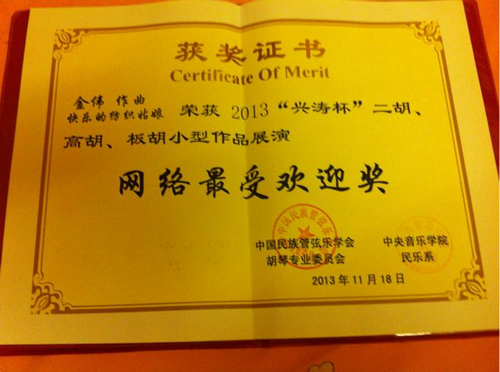 获奖证书
Certificate Of Merit
金伟 作曲
快乐的纺织姑娘 荣获 2013“兴涛杯”二胡、
高胡、板胡小型作品展演
网络最受欢迎奖
中国民族管弦乐学会 中央音乐学院
胡琴专业委员会 民乐系
2013年11月18日